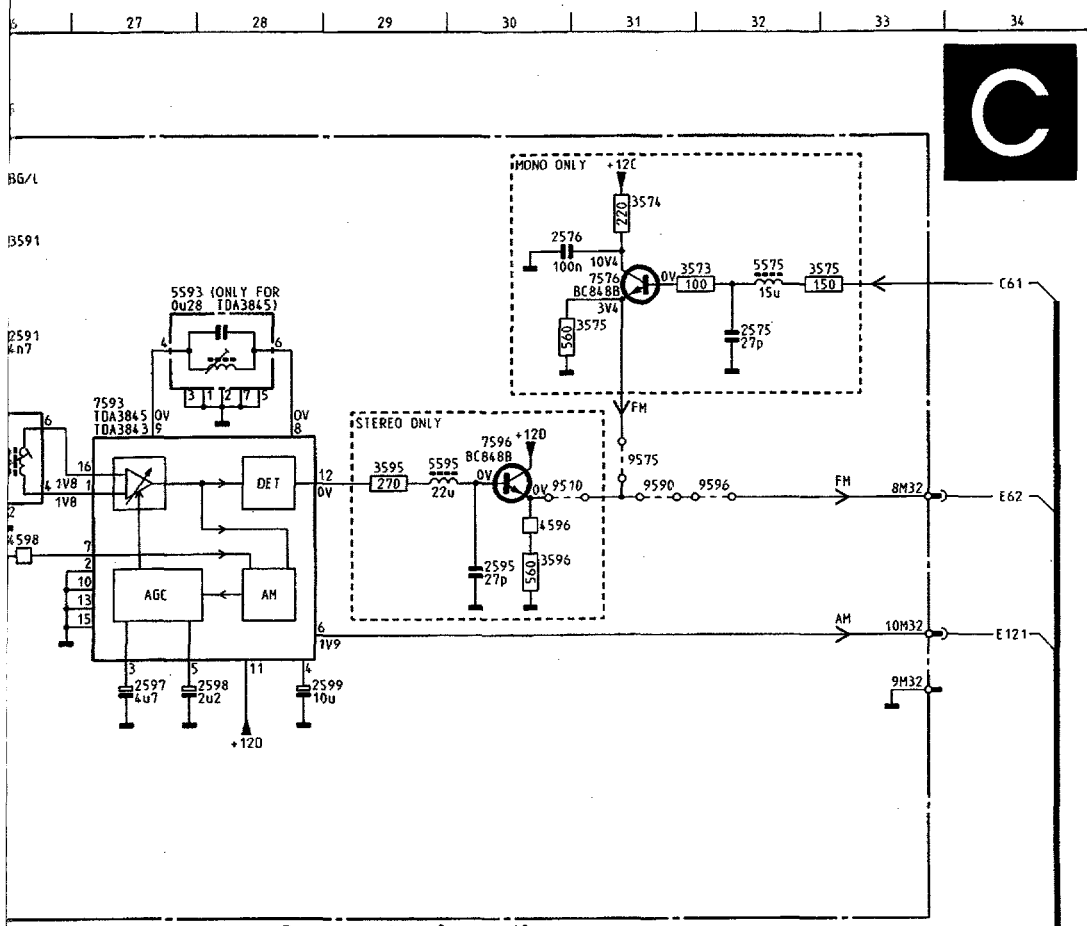 27 28 29 30 31 32 33 34
C
BG/L
3591
2591
4n7
MONO ONLY +12C
3574
220
2576
100n
10V4
7576
BC848B
3V4
0V
3573
100
5575
15u
3575
150
C61
3575
560
2575
27p
FM
5593 (ONLY FOR
0u28 TDA3845)
4 6
3 1 2 7 5
7593
TDA3845
TDA3843
0V
9
0V
8
STEREO ONLY
7596
BC848B
+12D
9575
6
4
2
16
1V8
1
1V8
DET
12
0V
3595
270
5595
22u
0V
0V
9510
9590
9596
FM
8M32
E62
4598
7
2
10
13
15
AGC
AM
2595
27p
4596
3596
560
6
1V9
AM
10M32
E121
3
5
11
4
2597
4u7
2598
2u2
2599
10u
+12D
9M32